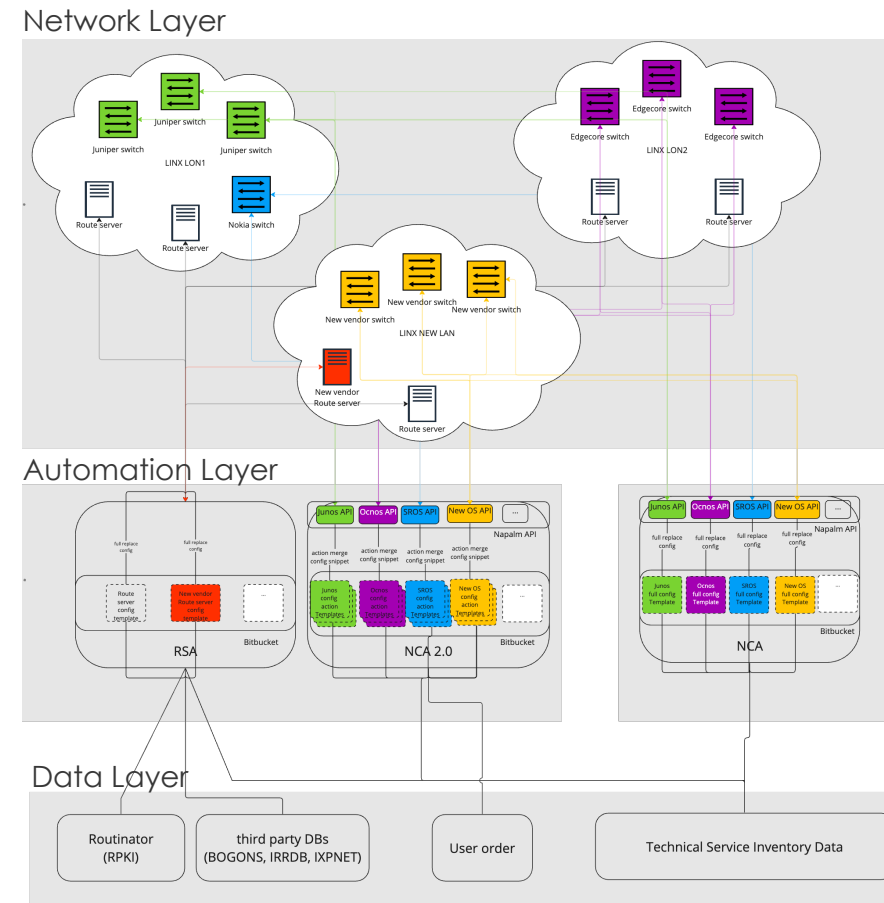 Network Layer
Juniper switch
Juniper switch
Juniper switch
LINX LON1
Route server
Route server
Nokia switch
Edgecore switch
Edgecore switch
Edgecore switch
LINX LON2
Route server
Route server
New vendor switch
New vendor switch
New vendor switch
LINX NEW LAN
New vendor
Route server
Route server
Automation Layer
full replace
config
full replace
config
Route
server
config
template
New vendor
Route server
config
template
...
Bitbucket
RSA
Junos API
Ocnos API
SROS API
New OS API
...
Napalm API
action merge
config snippet
action merge
config snippet
action merge
config snippet
action merge
config snippet
Junos
config
action
Templates
Ocnos
config
action
Templates
SROS
config
action
Templates
New OS
config
action
Templates
...
Bitbucket
NCA 2.0
Junos API
Ocnos API
SROS API
New OS API
...
Napalm API
full replace
config
full replace
config
full replace
config
full replace
config
Junos
full config
Template
Ocnos
full config
Template
SROS
full config
Template
New OS
full config
Template
...
Bitbucket
NCA
Data Layer
Routinator
(RPKI)
third party DBs
(BOGONS, IRRDB, IXPNET)
User order
Technical Service Inventory Data